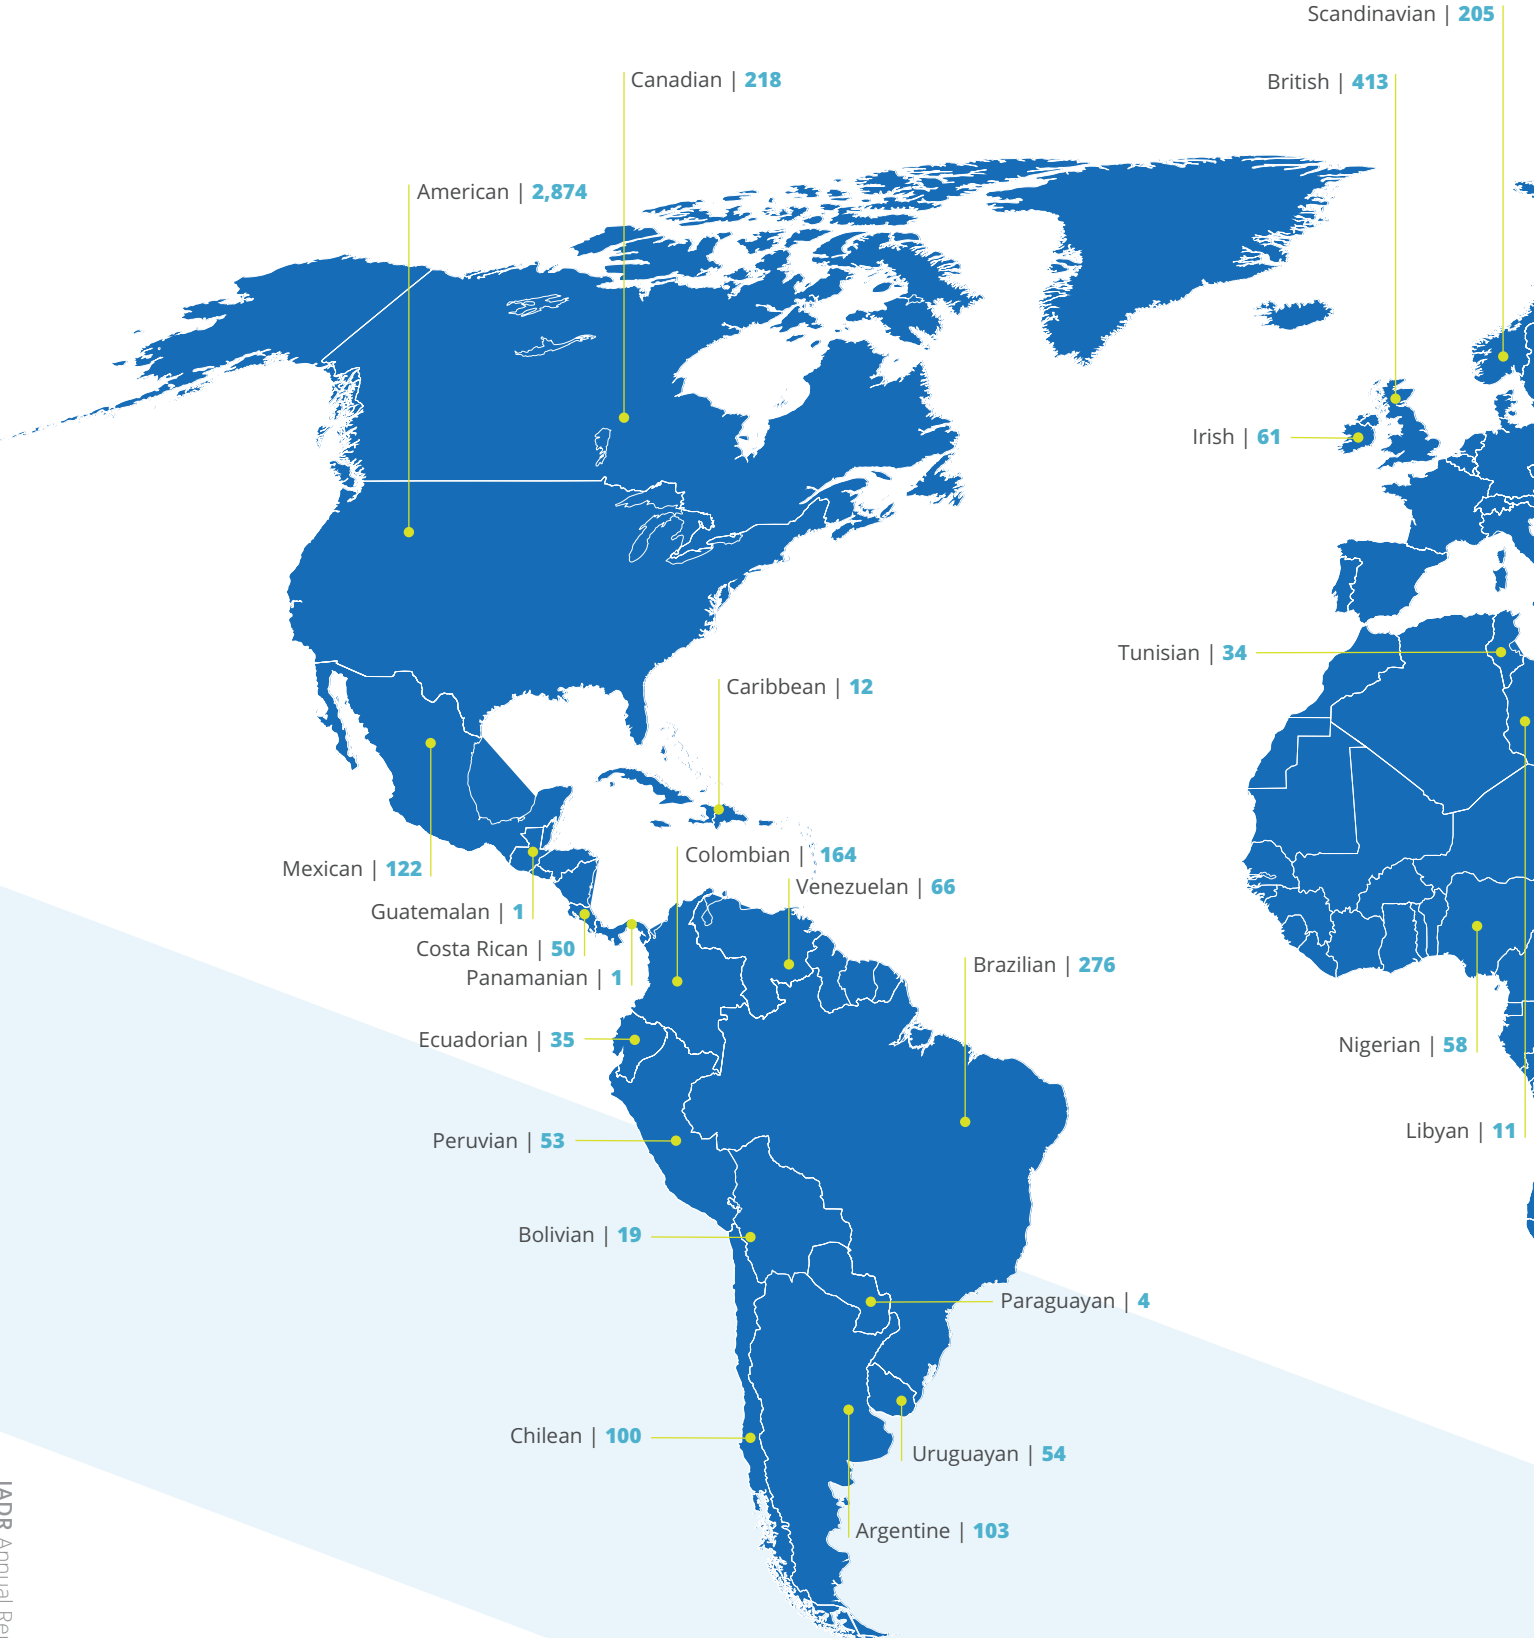 Scandinavian | 205
Canadian | 218
British | 413
American | 2,874
Irish | 61
Tunisian | 34
Caribbean | 12
Colombian | 164
Mexican | 122
Venezuelan | 66
Guatemalan | 1
Costa Rican | 50
Brazilian | 276
Panamanian | 1
Ecuadorian | 35
Nigerian | 58
Libyan | 11
Peruvian | 53
Bolivian | 19
Paraguayan | 4
Chilean | 100
Uruguayan | 54
Argentine | 103
IADR Annual